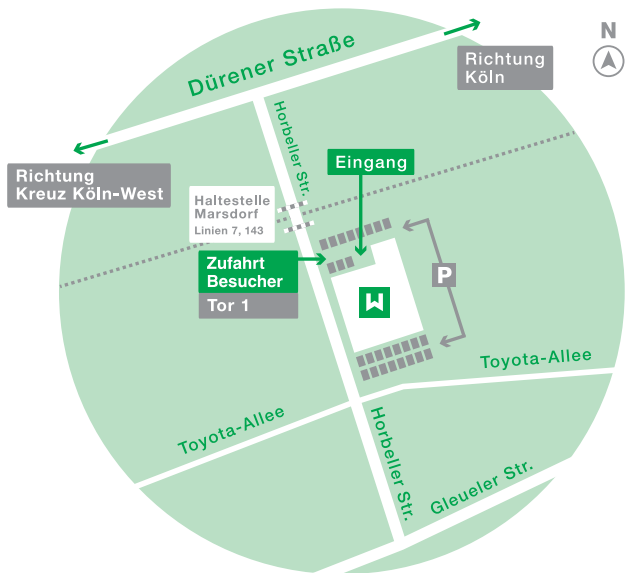 N
Dürener Straße
Richtung
Köln
Richtung
Kreuz Köln-West
Horbeller Str.
Eingang
Haltestelle
Marsdorf
Linien 7, 143
Zufahrt
Besucher
Tor 1
P
W
Toyota-Allee
Toyota-Allee
Horbeller Str.
Gleueler Str.